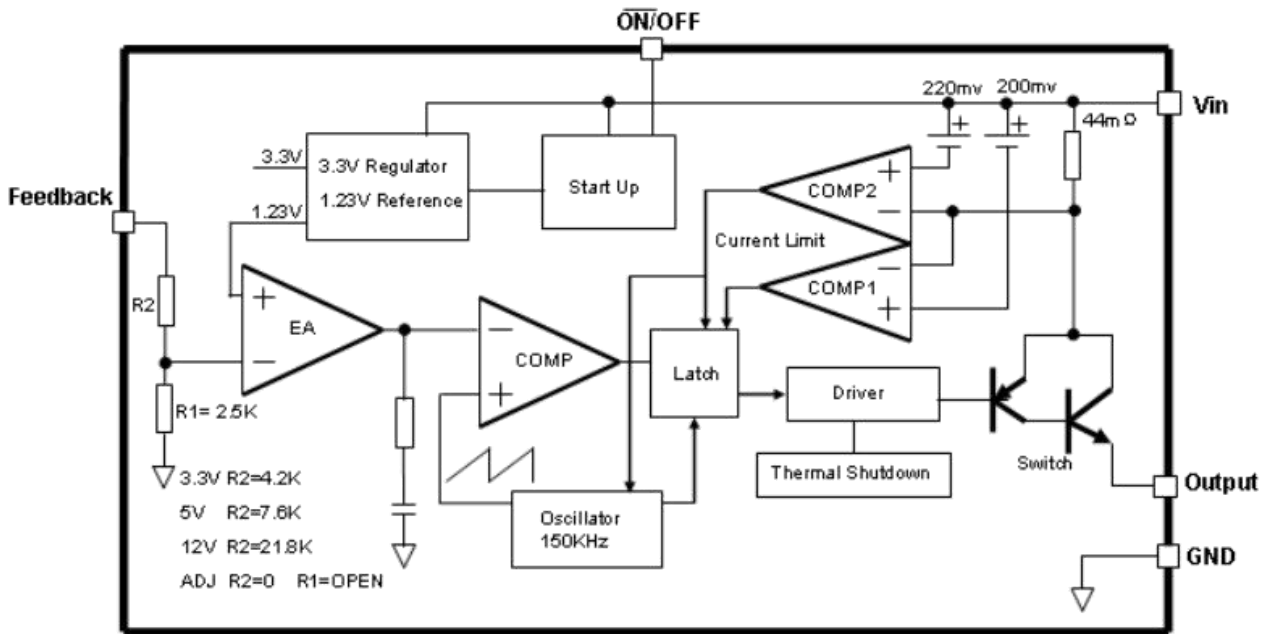 ON/OFF
220mv 200mv
Vin
44mΩ
3.3V
3.3V Regulator
1.23V Reference
1.23V
Start Up
+
COMP2
−
Feedback
Current Limit
−
COMP1
+
R2
+
EA
−
−
COMP
+
Latch
Driver
R1= 2.5K
Switch
Thermal Shutdown
3.3V R2=4.2K
5V R2=7.6K
12V R2=21.8K
ADJ R2=0 R1=OPEN
Oscillator
150KHz
Output
GND
+
+